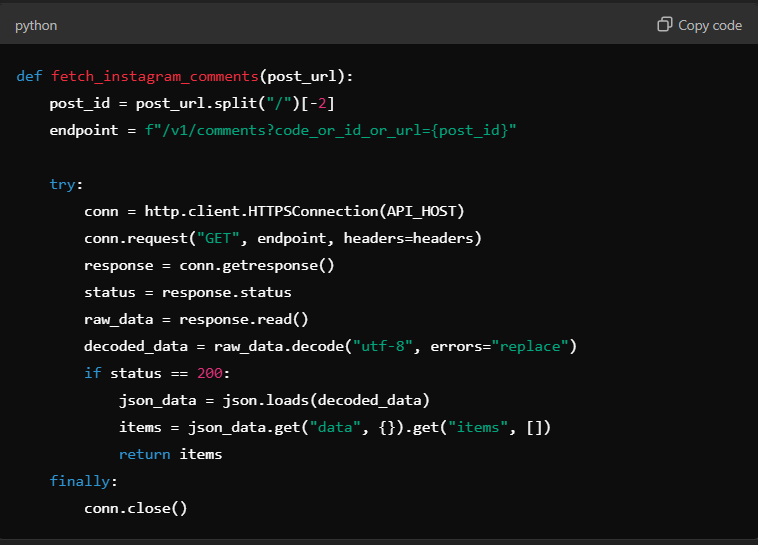 python
Copy code
def fetch_instagram_comments(post_url):
    post_id = post_url.split("/")[-2]
    endpoint = f"/v1/comments?code_or_id_or_url={post_id}"

    try:
        conn = http.client.HTTPSConnection(API_HOST)
        conn.request("GET", endpoint, headers=headers)
        response = conn.getresponse()
        status = response.status
        raw_data = response.read()
        decoded_data = raw_data.decode("utf-8", errors="replace")
        if status == 200:
            json_data = json.loads(decoded_data)
            items = json_data.get("data", {}).get("items", [])
            return items
    finally:
        conn.close()